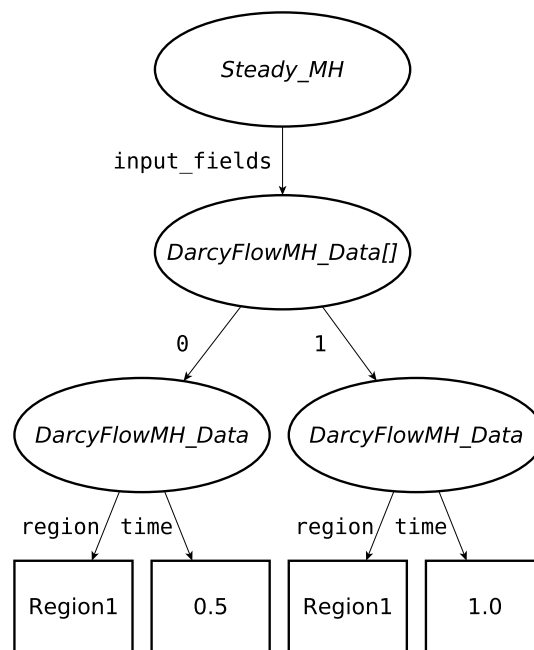 Steady_MH
input_fields
DarcyFlowMH_Data[]
0 1
DarcyFlowMH_Data DarcyFlowMH_Data
region time region time
Region1 0.5 Region1 1.0